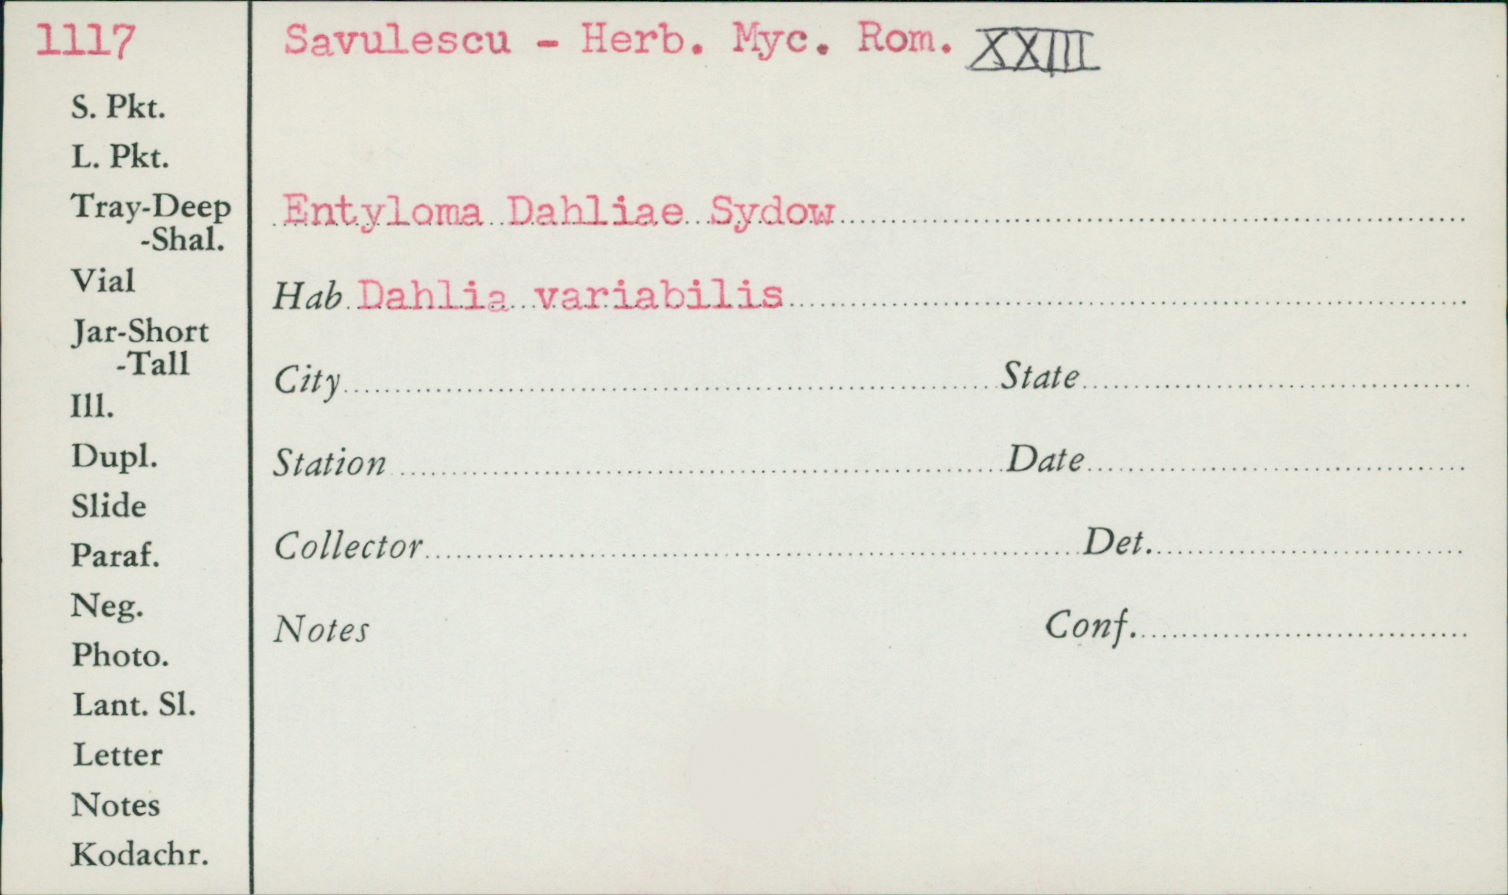 1117
Savulescu - Herb. Myc. Rom. XXIII
S. Pkt.
L. Pkt.
Tray-Deep
-Shal.
Vial
Jar-Short
-Tall
Ill.
Dupl.
Slide
Paraf.
Neg.
Photo.
Lant. Sl.
Letter
Notes
Kodachr.
Entyloma Dahliae Sydow
Hab Dahlia variabilis
City State
Station Date
Collector Det.
Notes Conf.